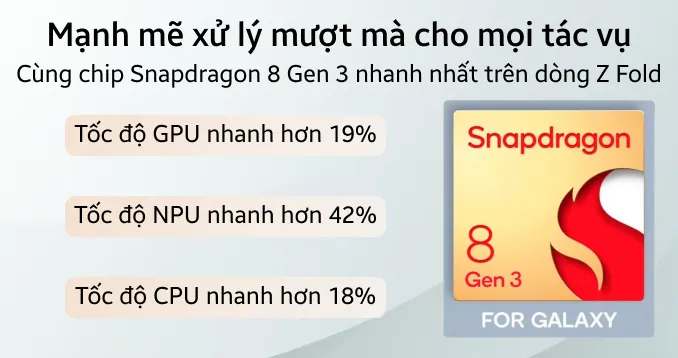 Mạnh mẽ xử lý mượt mà cho mọi tác vụ
Cùng chip Snapdragon 8 Gen 3 nhanh nhất trên dòng Z Fold
Tốc độ GPU nhanh hơn 19%
Tốc độ NPU nhanh hơn 42%
Tốc độ CPU nhanh hơn 18%
Snapdragon
8
Gen 3
FOR GALAXY